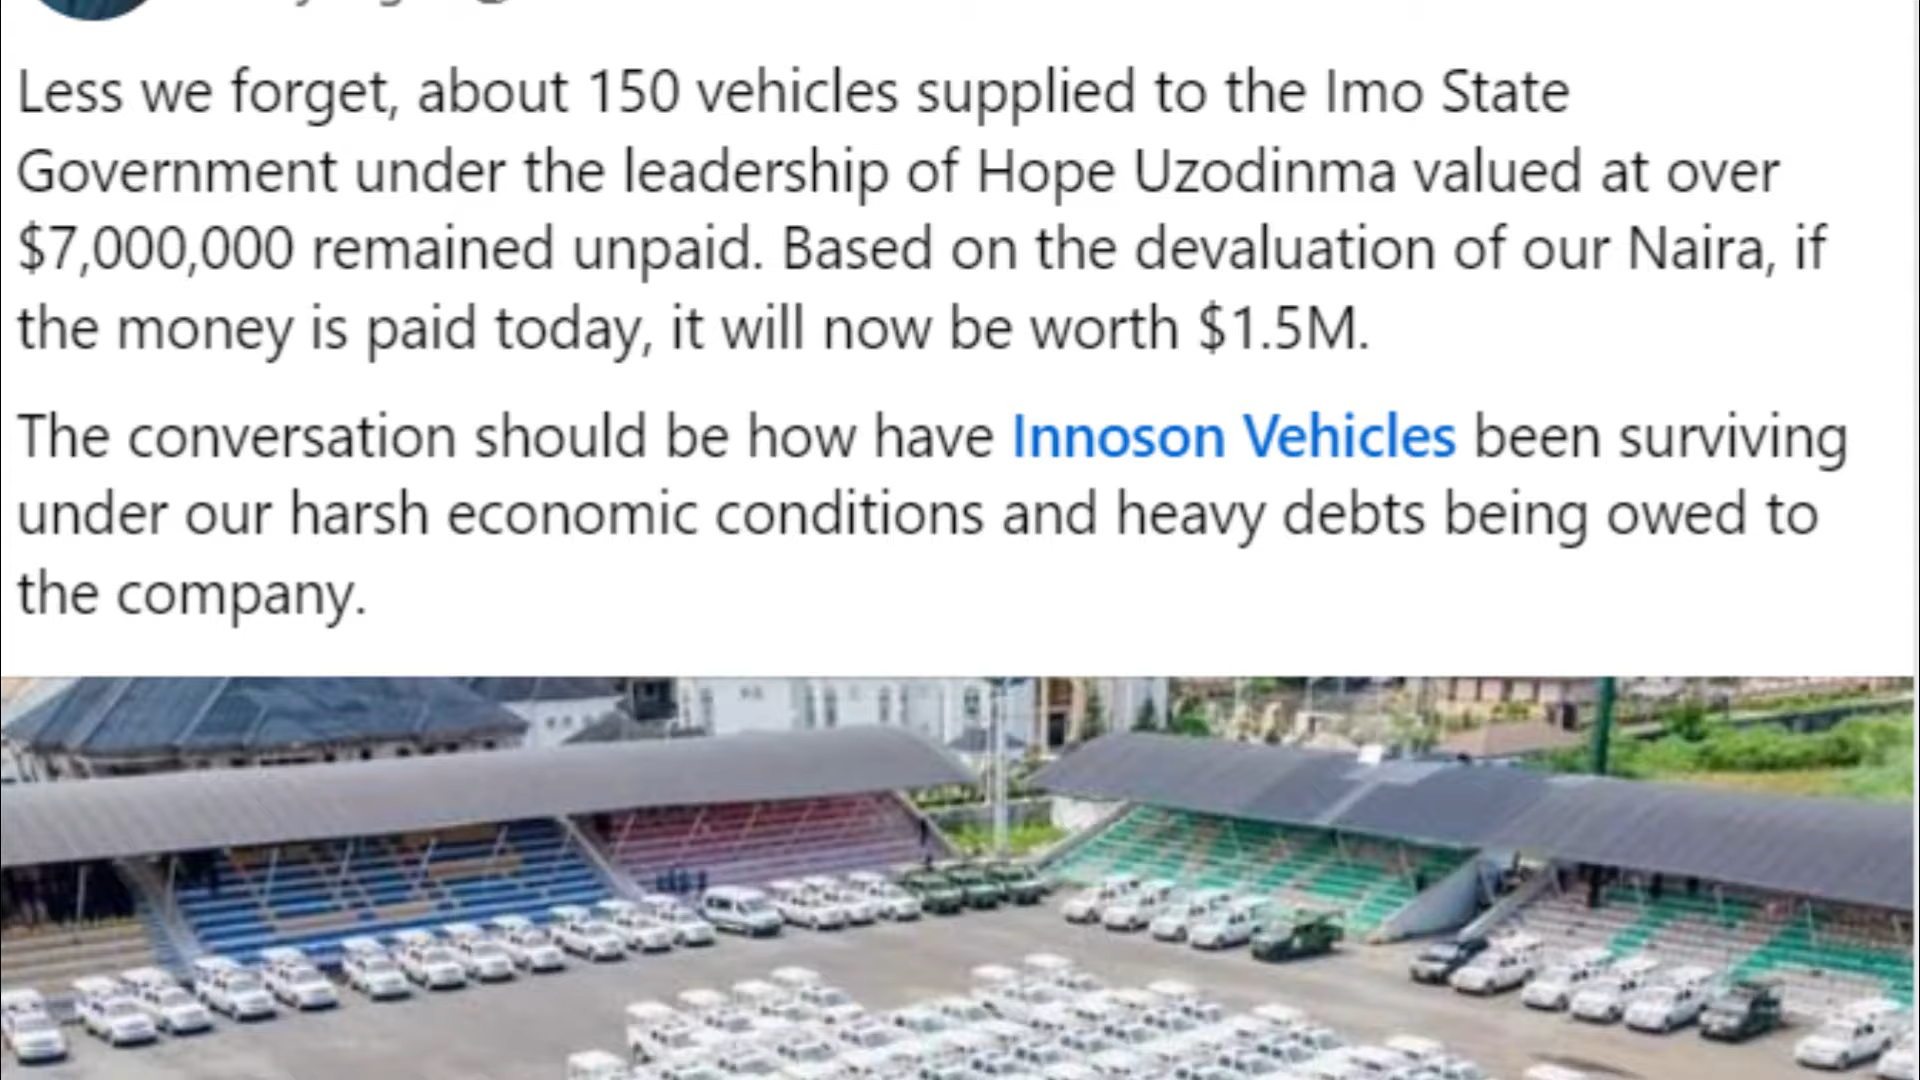 Less we forget, about 150 vehicles supplied to the Imo State
Government under the leadership of Hope Uzodinma valued at over
$7,000,000 remained unpaid. Based on the devaluation of our Naira, if
the money is paid today, it will now be worth $1.5M.
The conversation should be how have Innoson Vehicles been surviving
under our harsh economic conditions and heavy debts being owed to
the company.